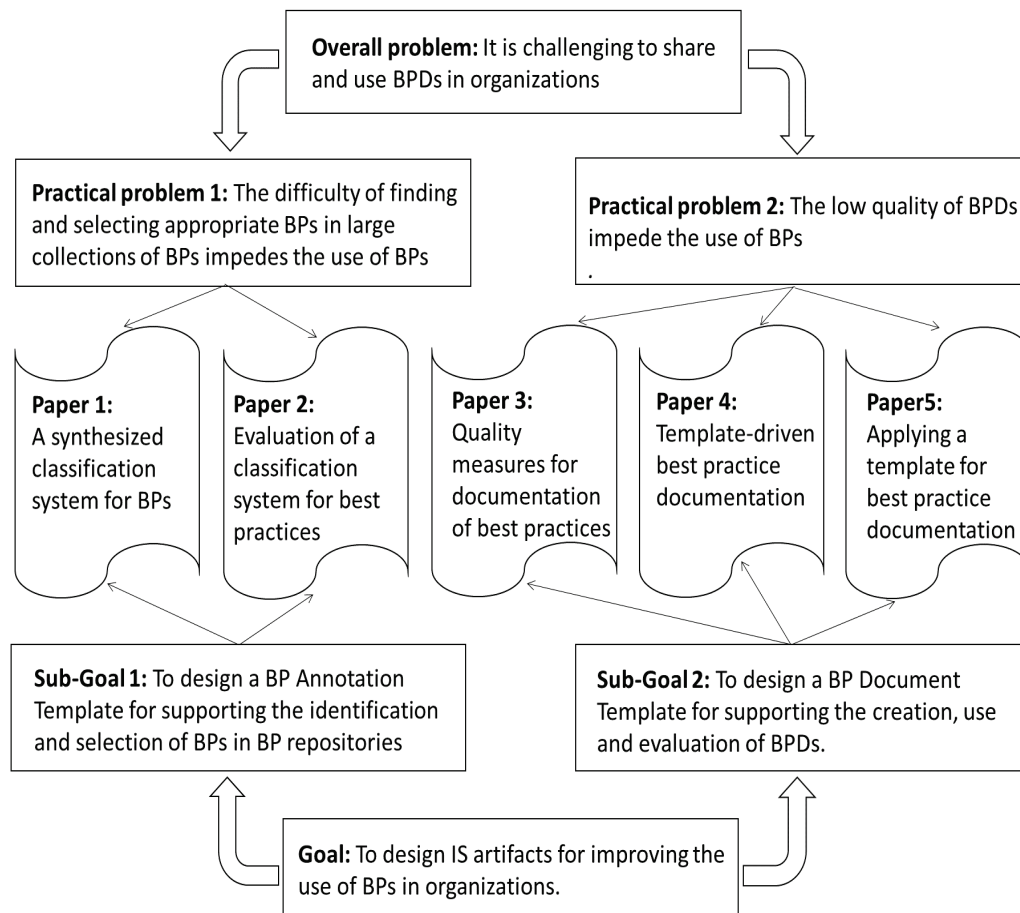 Overall problem: It is challenging to share
and use BPDs in organizations
Practical problem 1: The difficulty of finding
and selecting appropriate BPs in large
collections of BPs impedes the use of BPs
Practical problem 2: The low quality of BPDs
impede the use of BPs
.
Paper 1:
A synthesized
classification
system for BPs
Paper 2:
Evaluation of a
classification
system for best
practices
Paper 3:
Quality
measures for
documentation
of best practices
Paper 4:
Template-driven
best practice
documentation
Paper5:
Applying a
template for
best practice
documentation
Sub-Goal 1: To design a BP Annotation
Template for supporting the identification
and selection of BPs in BP repositories
Sub-Goal 2: To design a BP Document
Template for supporting the creation, use
and evaluation of BPDs.
Goal: To design IS artifacts for improving the
use of BPs in organizations.